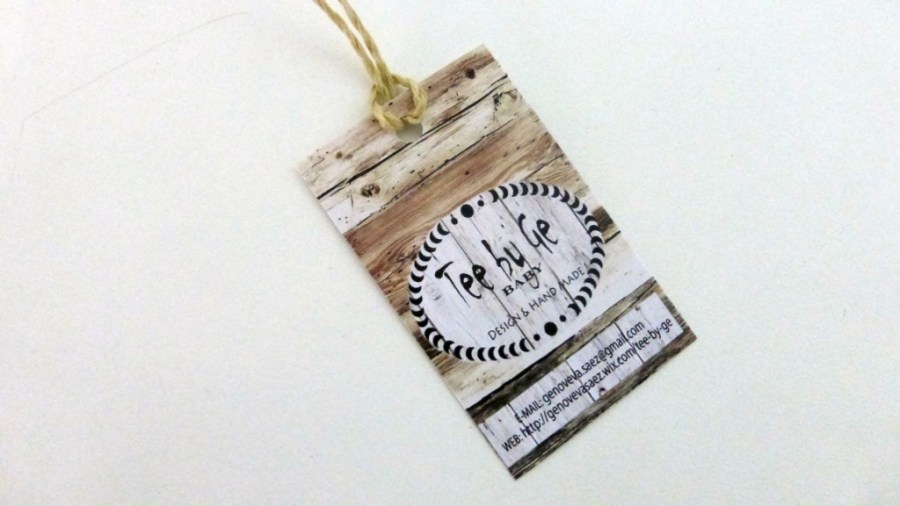 Tee by Ge
BABY
DESIGN & HAND MADE
E-MAIL: genoveva.saez@gmail.com
WEB: http://genovevasaez.wix.com/tee-by-ge